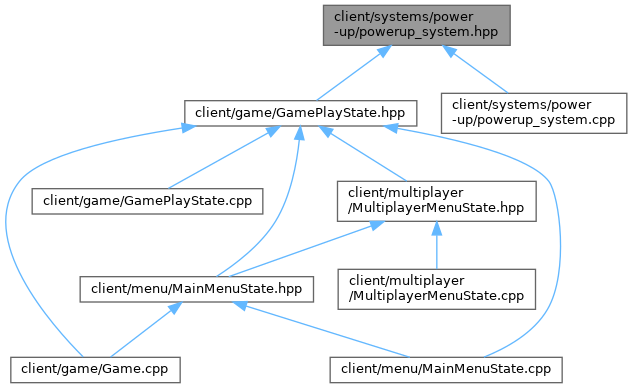 client/systems/power
-up/powerup_system.hpp
client/game/GamePlayState.hpp
client/systems/power
-up/powerup_system.cpp
client/game/GamePlayState.cpp
client/multiplayer
/MultiplayerMenuState.hpp
client/menu/MainMenuState.hpp
client/multiplayer
/MultiplayerMenuState.cpp
client/game/Game.cpp
client/menu/MainMenuState.cpp